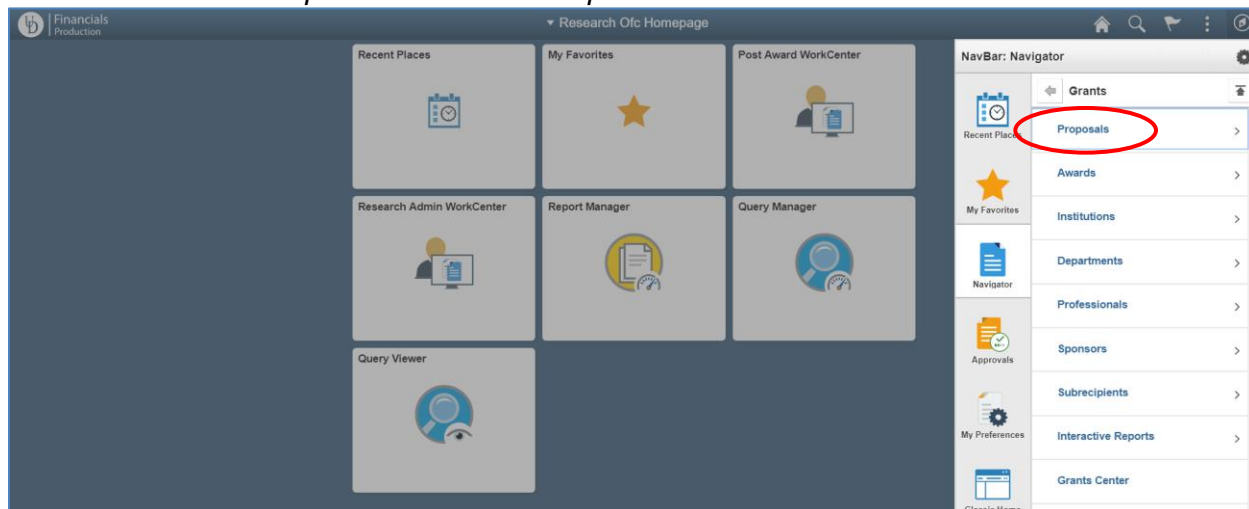 Financials
Production
Research Ofc Homepage
Recent Places
My Favorites
Post Award WorkCenter
Research Admin WorkCenter
Report Manager
Query Manager
Query Viewer
NavBar: Navigator
Recent Places
My Favorites
Navigator
Approvals
My Preferences
Classic Home
Grants
Proposals
Awards
Institutions
Departments
Professionals
Sponsors
Subrecipients
Interactive Reports
Grants Center